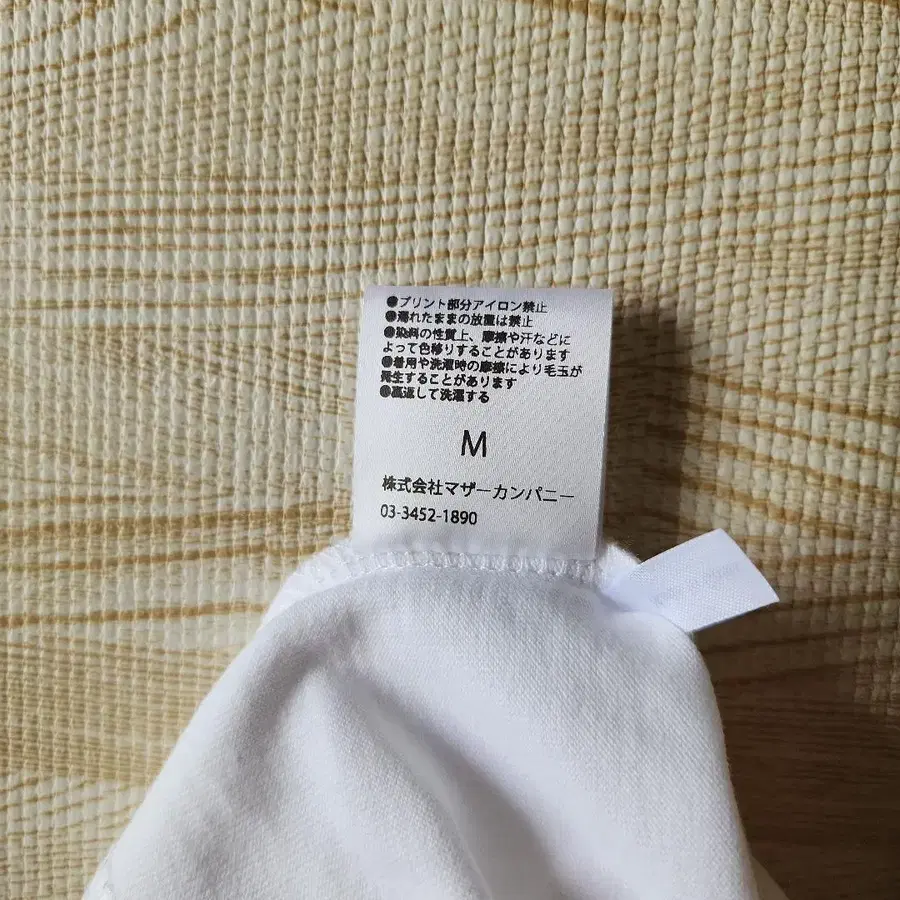 ●プリント部分アイロン禁止
●濡れたままの放置は禁止
●染料の性質上、摩擦や汗などに
よって色移りすることがあります
●着用や洗濯時の摩擦により毛玉が
発生することがあります
●裏返して洗濯する
M
株式会社マザーカンパニー
03-3452-1890